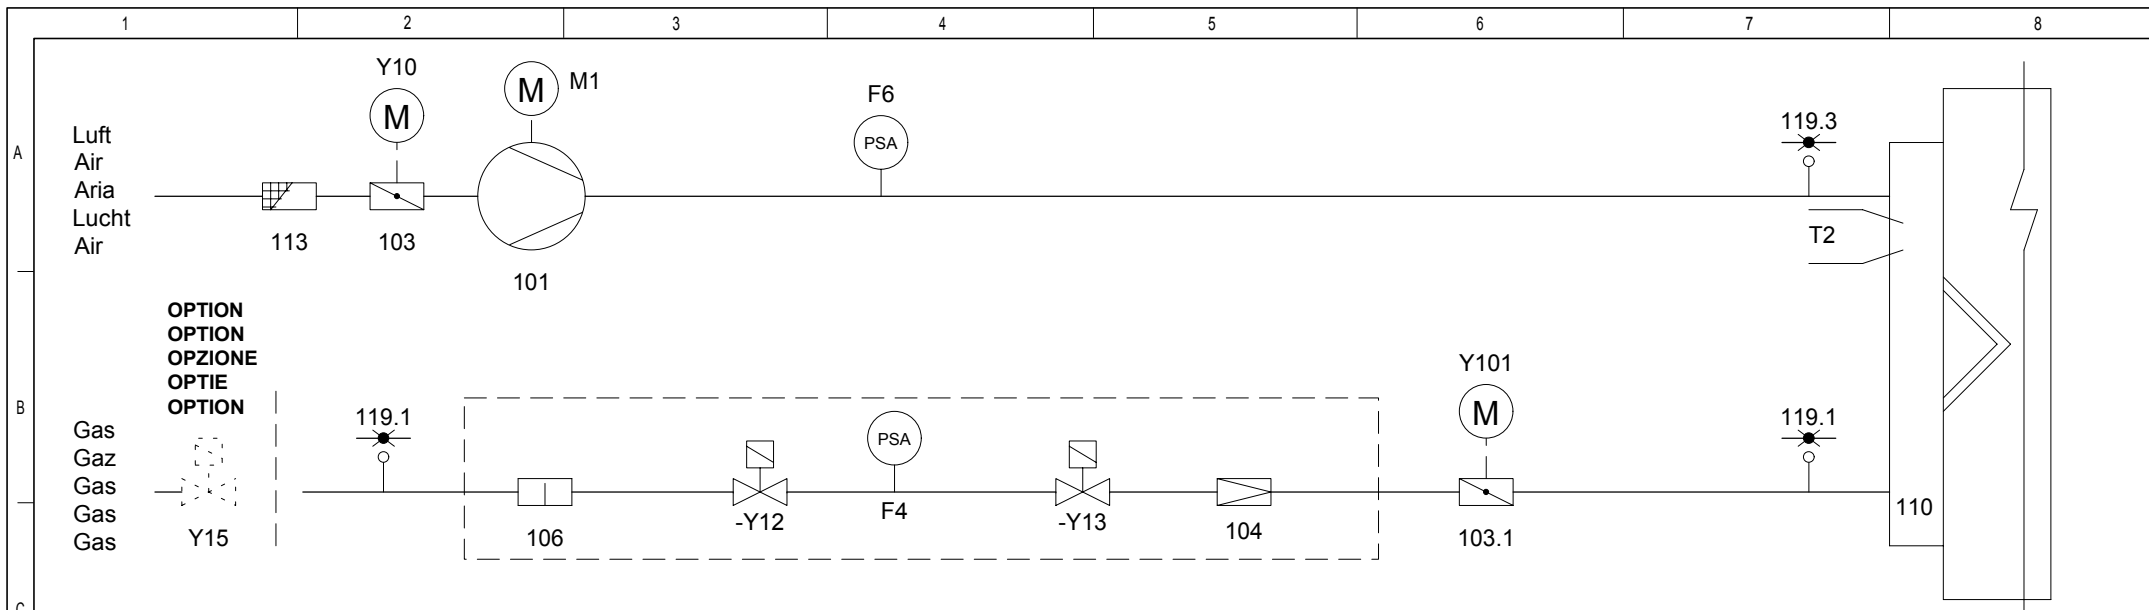 1 2 3 4 5 6 7 8
Y10
M M1
M
F6
PSA
119.3
A
Luft
Air
Aria
Lucht
Air
113
103
101
T2
OPTION
OPTION
OPZIONE
OPTIE
OPTION
B
Y101
M
119.1
PSA
119.1
Gas
Gaz
Gas
Gas
Gas
Y15
106
-Y12
F4
-Y13
104
103.1
110
C